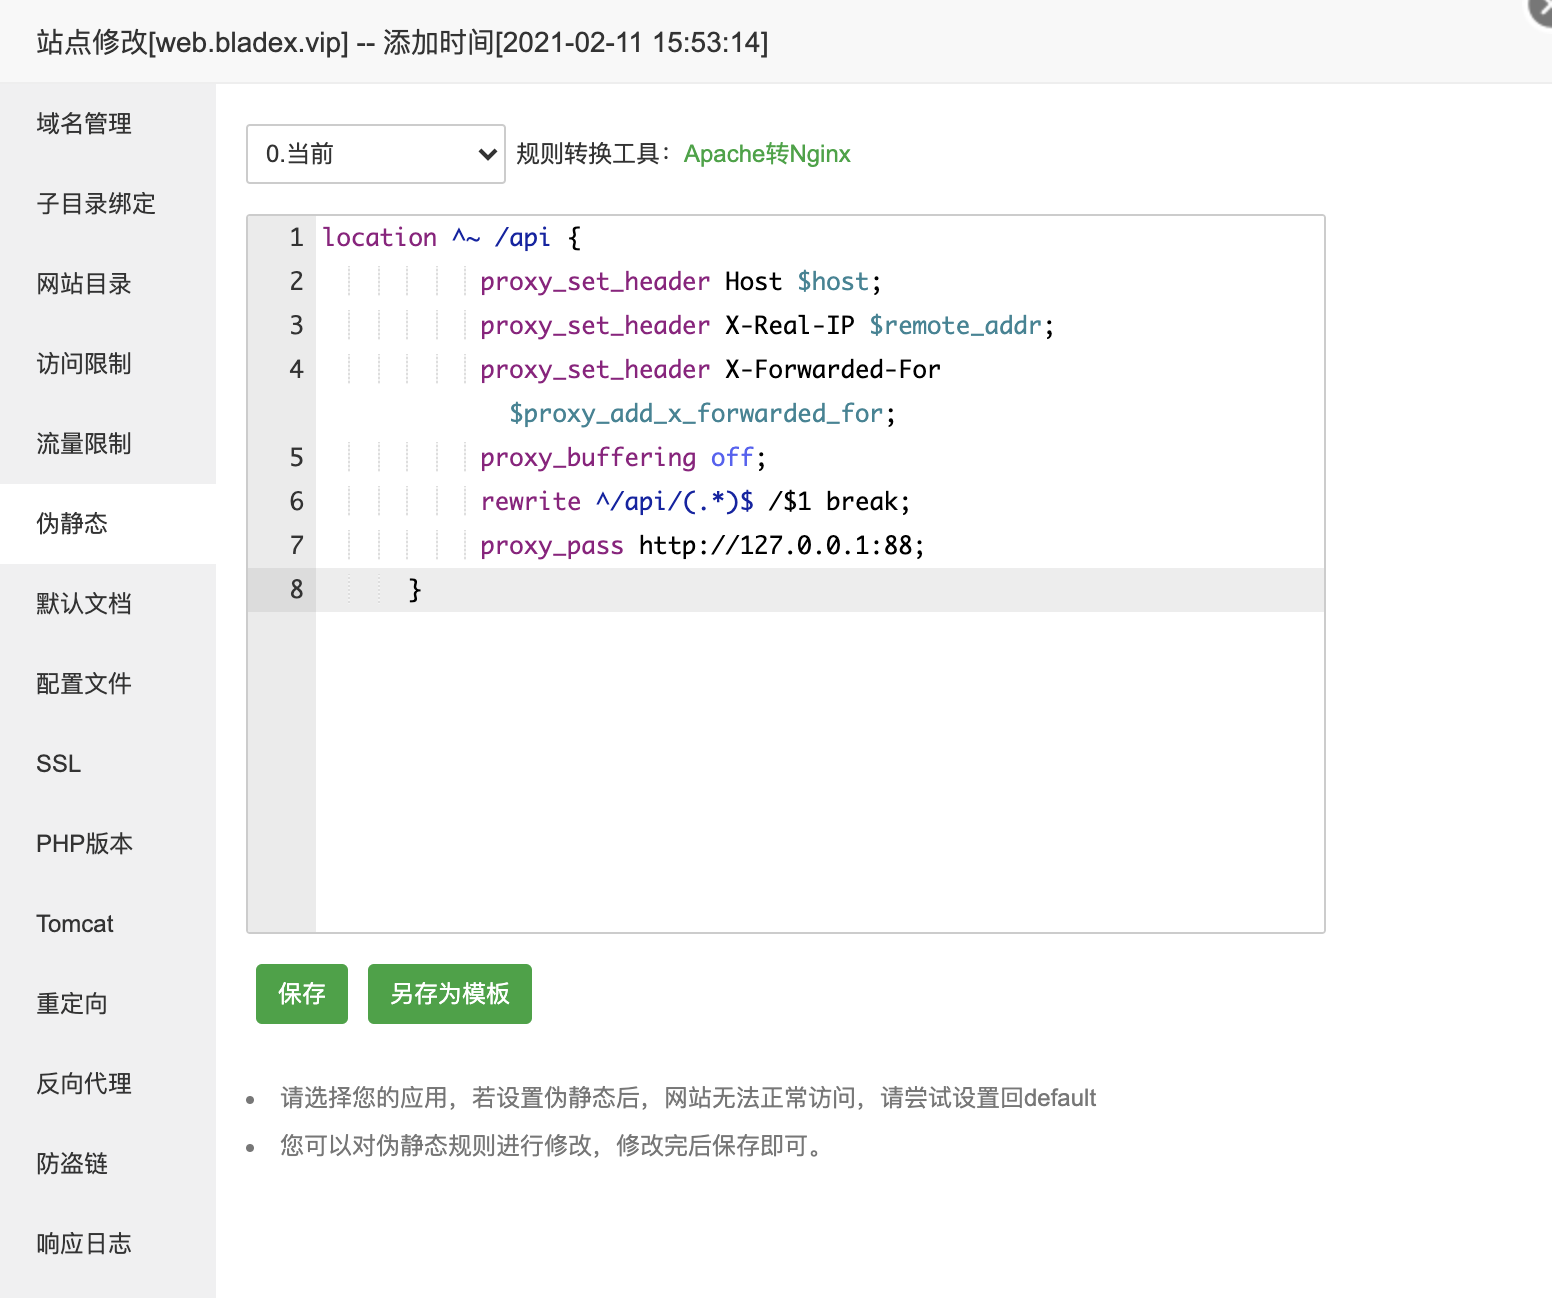 站点修改[web.bladex.vip] -- 添加时间[2021-02-11 15:53:14]
域名管理
子目录绑定
网站目录
访问限制
流量限制
伪静态
默认文档
配置文件
SSL
PHP版本
Tomcat
重定向
反向代理
防盗链
响应日志
0.当前 规则转换工具：Apache转Nginx
1 location ^~ /api {
2 proxy_set_header Host $host;
3 proxy_set_header X-Real-IP $remote_addr;
4 proxy_set_header X-Forwarded-For
$proxy_add_x_forwarded_for;
5 proxy_buffering off;
6 rewrite ^/api/(.*)$ /$1 break;
7 proxy_pass http://127.0.0.1:88;
8 }
保存 另存为模板
• 请选择您的应用，若设置伪静态后，网站无法正常访问，请尝试设置回default
• 您可以对伪静态规则进行修改，修改完后保存即可。